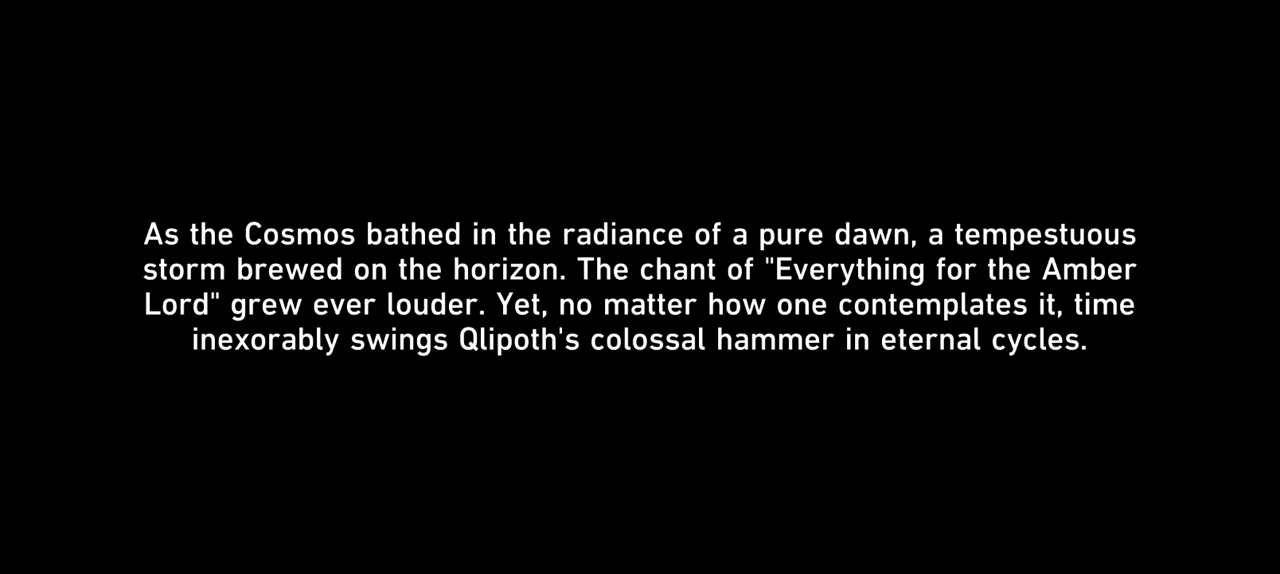 As the Cosmos bathed in the radiance of a pure dawn, a tempestuous
storm brewed on the horizon. The chant of "Everything for the Amber
Lord" grew ever louder. Yet, no matter how one contemplates it, time
inexorably swings Qlipoth's colossal hammer in eternal cycles.